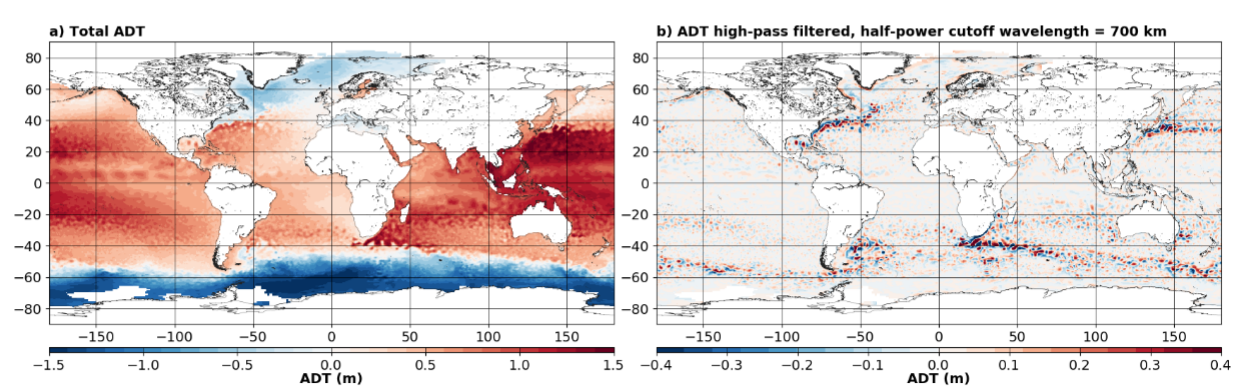 a) Total ADT
b) ADT high-pass filtered, half-power cutoff wavelength = 700 km
80
60
40
20
0
−20
−40
−60
−80
80
60
40
20
0
−20
−40
−60
−80
−150 −100 −50 0 50 100 150
−150 −100 −50 0 50 100 150
−1.5 −1.0 −0.5 0.0 0.5 1.0 1.5
−0.4 −0.3 −0.2 −0.1 0.0 0.1 0.2 0.3 0.4
ADT (m)
ADT (m)